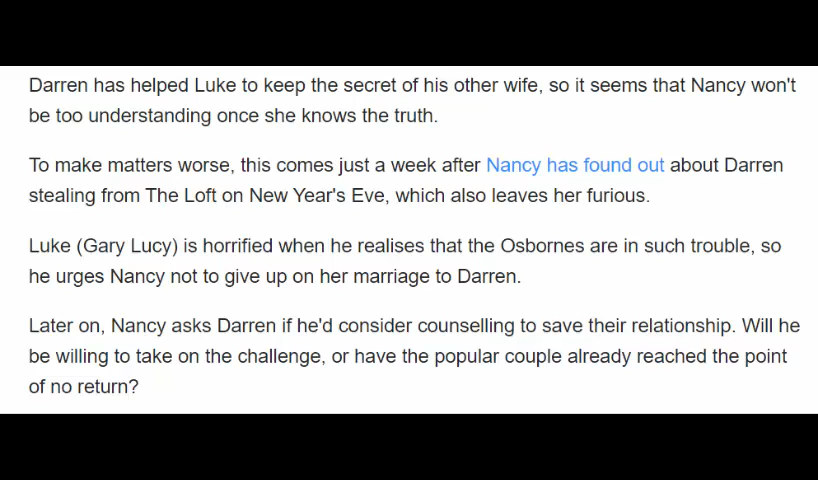 Darren has helped Luke to keep the secret of his other wife, so it seems that Nancy won't
be too understanding once she knows the truth.
To make matters worse, this comes just a week after Nancy has found out about Darren
stealing from The Loft on New Year's Eve, which also leaves her furious.
Luke (Gary Lucy) is horrified when he realises that the Osbornes are in such trouble, so
he urges Nancy not to give up on her marriage to Darren.
Later on, Nancy asks Darren if he'd consider counselling to save their relationship. Will he
be willing to take on the challenge, or have the popular couple already reached the point
of no return?